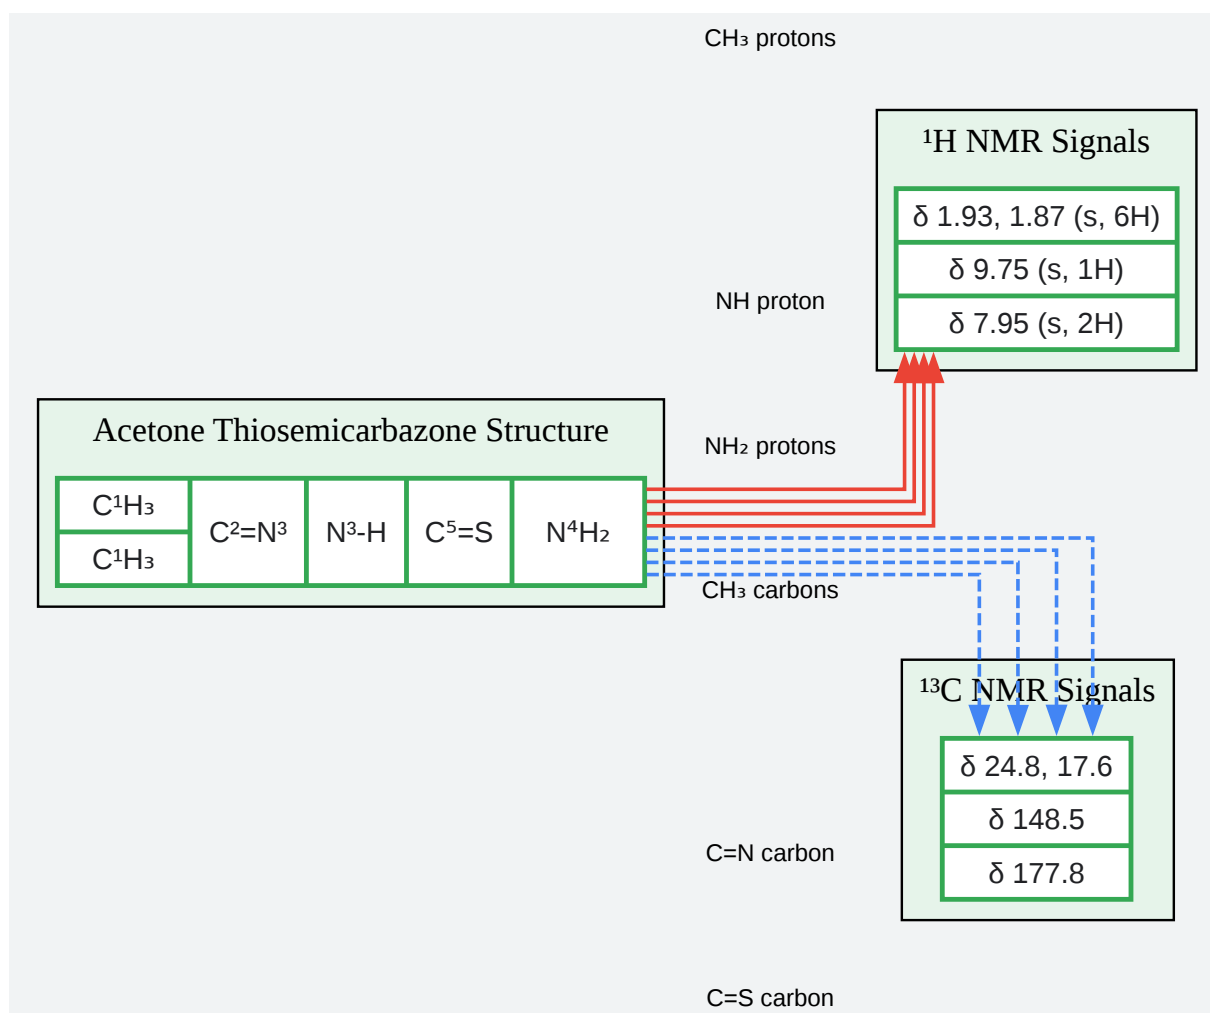 CH₃ protons
¹H NMR Signals
δ 1.93, 1.87 (s, 6H)
δ 9.75 (s, 1H)
NH proton
δ 7.95 (s, 2H)
Acetone Thiosemicarbazone Structure
NH₂ protons
C¹H₃
C¹H₃
C²=N³
N³-H
C⁵=S
N⁴H₂
CH₃ carbons
¹³C NMR Signals
δ 24.8, 17.6
δ 148.5
C=N carbon
δ 177.8
C=S carbon